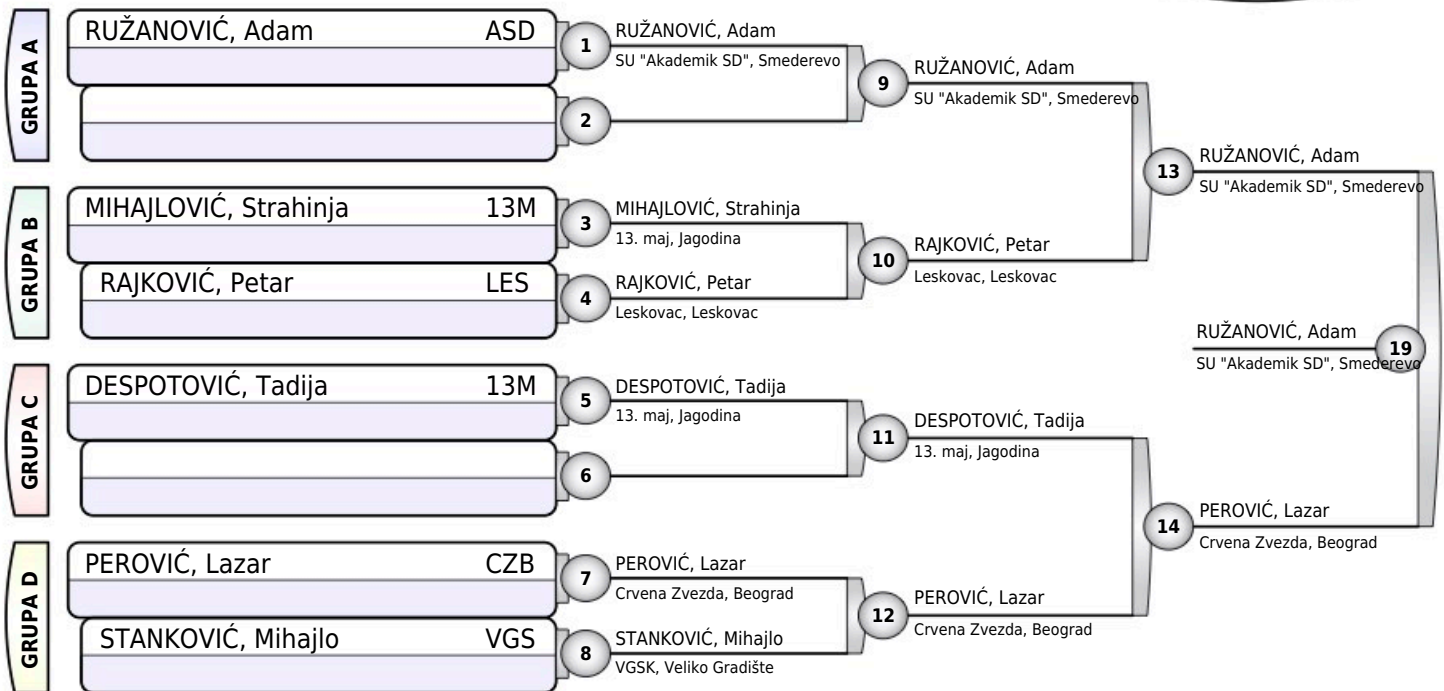 GRUPA A
RUŽANOVIĆ, Adam ASD
1
RUŽANOVIĆ, Adam
SU "Akademik SD", Smederevo
2
9
RUŽANOVIĆ, Adam
SU "Akademik SD", Smederevo
GRUPA B
MIHAJLOVIĆ, Strahinja 13M
3
MIHAJLOVIĆ, Strahinja
13. maj, Jagodina
RAJKOVIĆ, Petar LES
4
RAJKOVIĆ, Petar
Leskovac, Leskovac
10
RAJKOVIĆ, Petar
Leskovac, Leskovac
13
RUŽANOVIĆ, Adam
SU "Akademik SD", Smederevo
GRUPA C
DESPOTOVIĆ, Tadija 13M
5
DESPOTOVIĆ, Tadija
13. maj, Jagodina
6
11
DESPOTOVIĆ, Tadija
13. maj, Jagodina
GRUPA D
PEROVIĆ, Lazar CZB
7
PEROVIĆ, Lazar
Crvena Zvezda, Beograd
STANKOVIĆ, Mihajlo VGS
8
STANKOVIĆ, Mihajlo
VGSK, Veliko Gradište
12
PEROVIĆ, Lazar
Crvena Zvezda, Beograd
14
PEROVIĆ, Lazar
Crvena Zvezda, Beograd
RUŽANOVIĆ, Adam
SU "Akademik SD", Smederevo
19